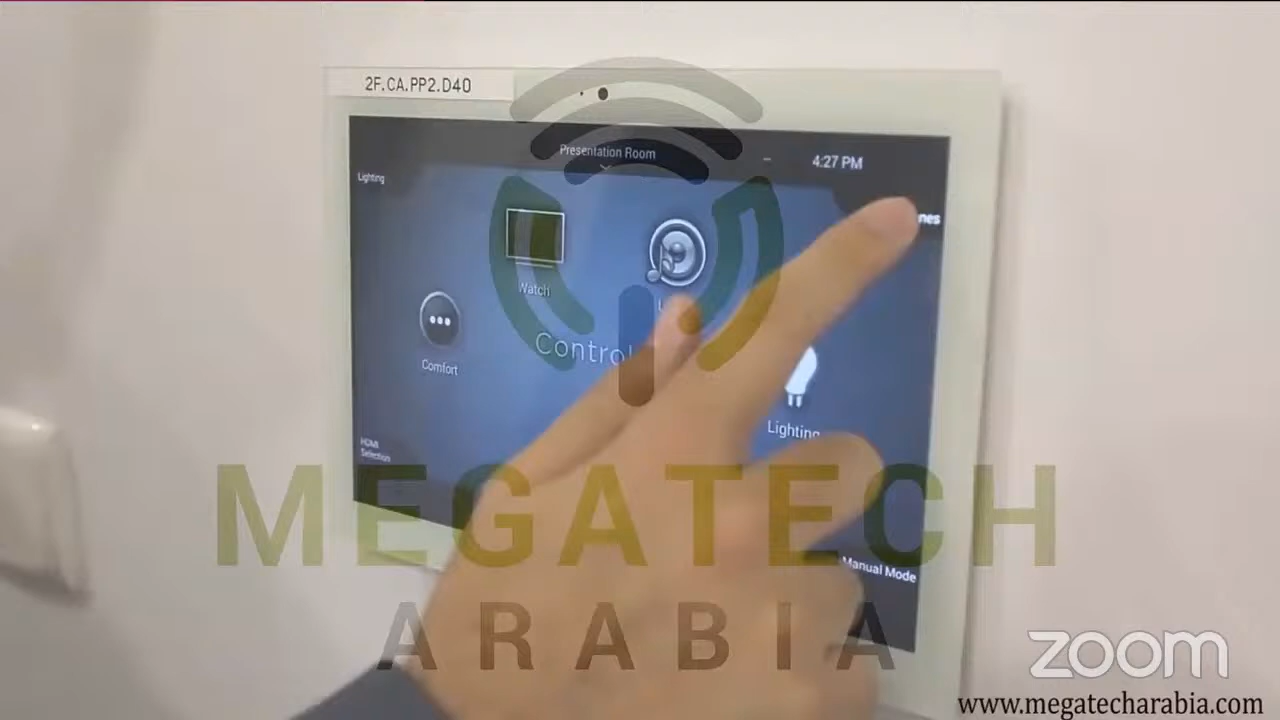 2F.CA.PP2.D40
Presentation Room
4:27 PM
Lighting
Watch
Comfort
Control
Lighting
HDMI
Selection
Manual Mode
MEGATECH
ARABIA
zoom
www.megatecharabia.com